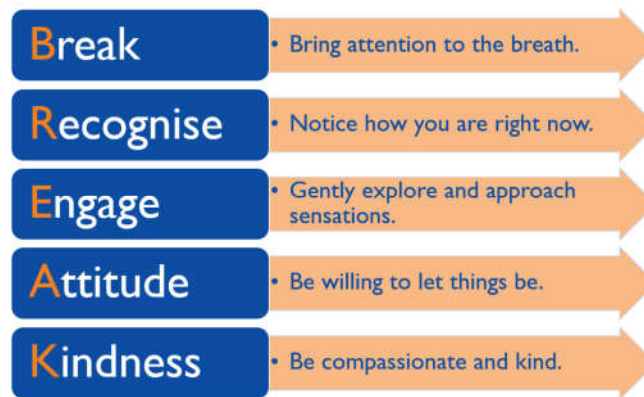 Break
• Bring attention to the breath.
Recognise
• Notice how you are right now.
Engage
• Gently explore and approach
sensations.
Attitude
• Be willing to let things be.
Kindness
• Be compassionate and kind.